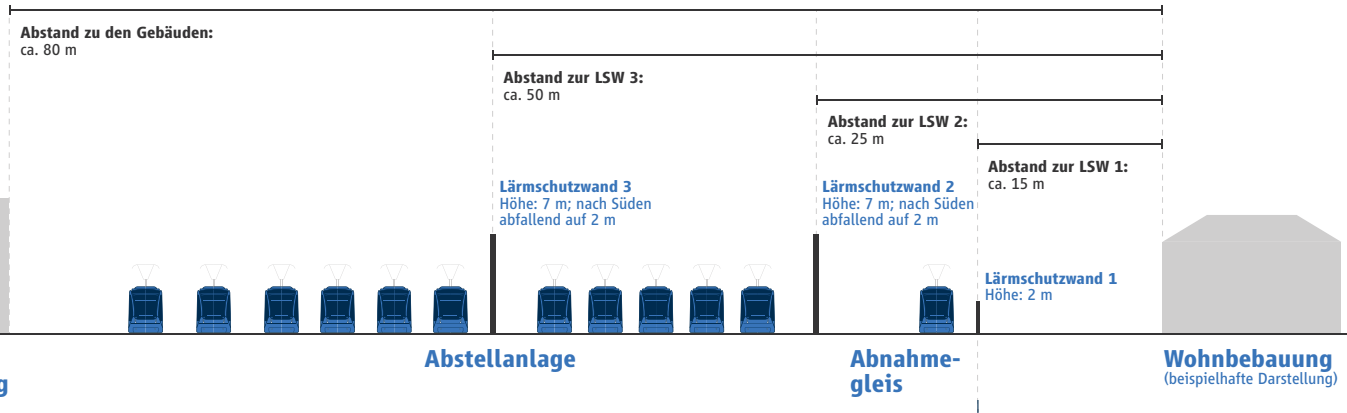 Abstand zu den Gebäuden:
ca. 80 m
Abstand zur LSW 3:
ca. 50 m
Abstand zur LSW 2:
ca. 25 m
Abstand zur LSW 1:
ca. 15 m
Lärmschutzwand 3
Höhe: 7 m; nach Süden
abfallend auf 2 m
Lärmschutzwand 2
Höhe: 7 m; nach Süden
abfallend auf 2 m
Lärmschutzwand 1
Höhe: 2 m
Abstellanlage
Abnahme-
gleis
Wohnbebauung
(beispielhafte Darstellung)
g